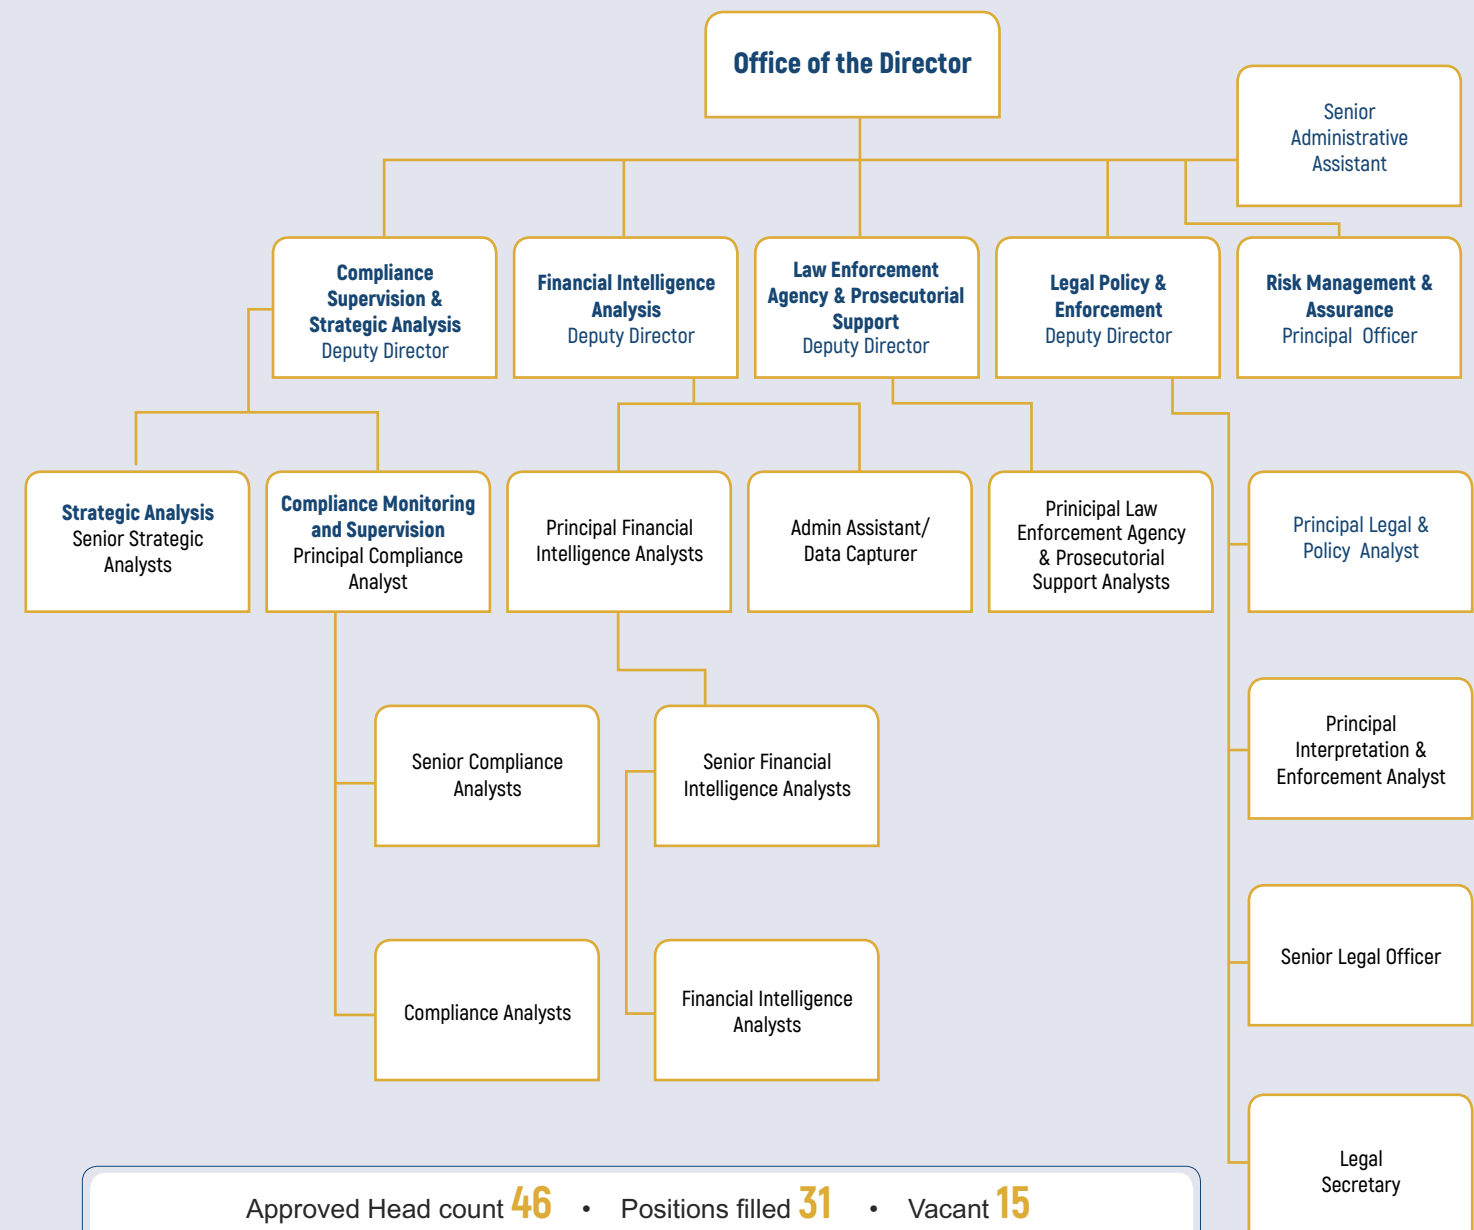 Office of the Director
Senior
Administrative
Assistant
Compliance
Supervision &
Strategic Analysis
Deputy Director
Financial Intelligence
Analysis
Deputy Director
Law Enforcement
Agency & Prosecutorial
Support
Deputy Director
Legal Policy &
Enforcement
Deputy Director
Risk Management &
Assurance
Principal Officer
Strategic Analysis
Senior Strategic
Analysts
Compliance Monitoring
and Supervision
Principal Compliance
Analyst
Principal Financial
Intelligence Analysts
Admin Assistant/
Data Capturer
Prinicipal Law
Enforcement Agency
& Prosecutorial
Support Analysts
Principal Legal &
Policy Analyst
Senior Compliance
Analysts
Senior Financial
Intelligence Analysts
Principal
Interpretation &
Enforcement Analyst
Compliance Analysts
Financial Intelligence
Analysts
Senior Legal Officer
Legal
Secretary
Approved Head count 46 • Positions filled 31 • Vacant 15